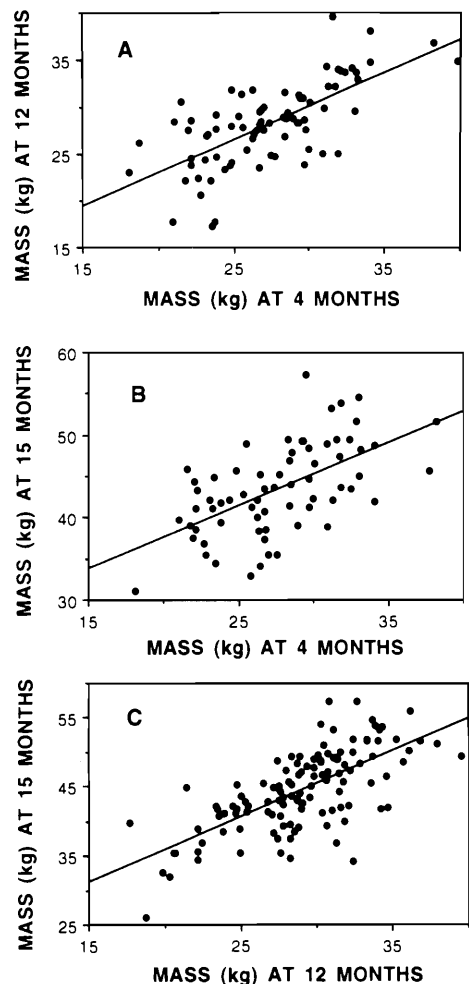 A
MASS (kg) AT 12 MONTHS
35
25
15
15 25 35
MASS (kg) AT 4 MONTHS
B
MASS (kg) AT 15 MONTHS
60
50
40
30
15 25 35
MASS (kg) AT 4 MONTHS
C
MASS (kg) AT 15 MONTHS
55
45
35
25
15 25 35
MASS (kg) AT 12 MONTHS